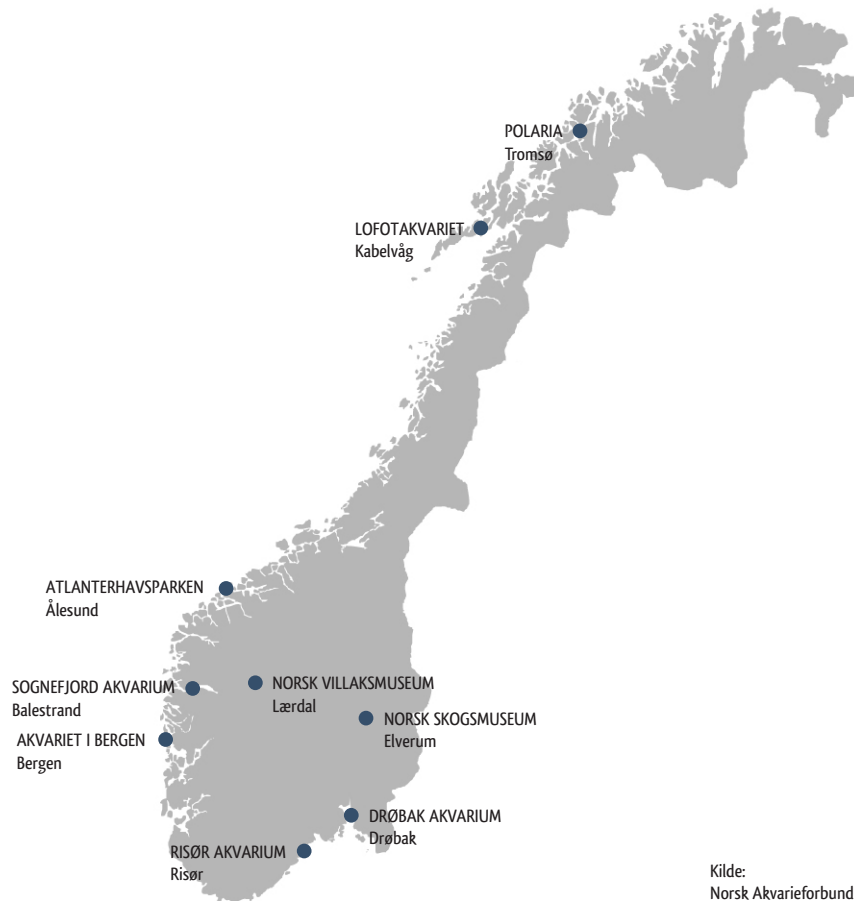 POLARIA
Tromsø
LOFOTAKVARIET
Kabelvåg
ATLANTERHAVSPARKEN
Ålesund
SOGNEFJORD AKVARIUM
Balestrand
NORSK VILLAKSMUSEUM
Lærdal
NORSK SKOGSMUSEUM
Elverum
AKVARIET I BERGEN
Bergen
DRØBAK AKVARIUM
Drøbak
RISØR AKVARIUM
Risør
Kilde:
Norsk Akvarieforbund